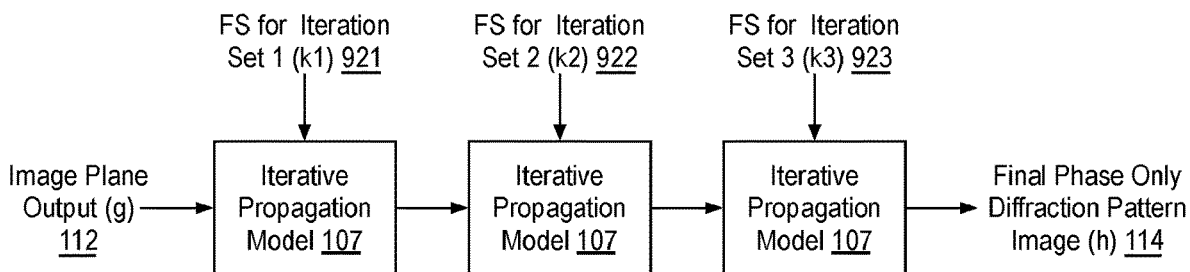 FS for Iteration
Set 1 (k1) 921
FS for Iteration
Set 2 (k2) 922
FS for Iteration
Set 3 (k3) 923
Image Plane
Output (g)
112
Iterative
Propagation
Model 107
Iterative
Propagation
Model 107
Iterative
Propagation
Model 107
Final Phase Only
Diffraction Pattern
Image (h) 114